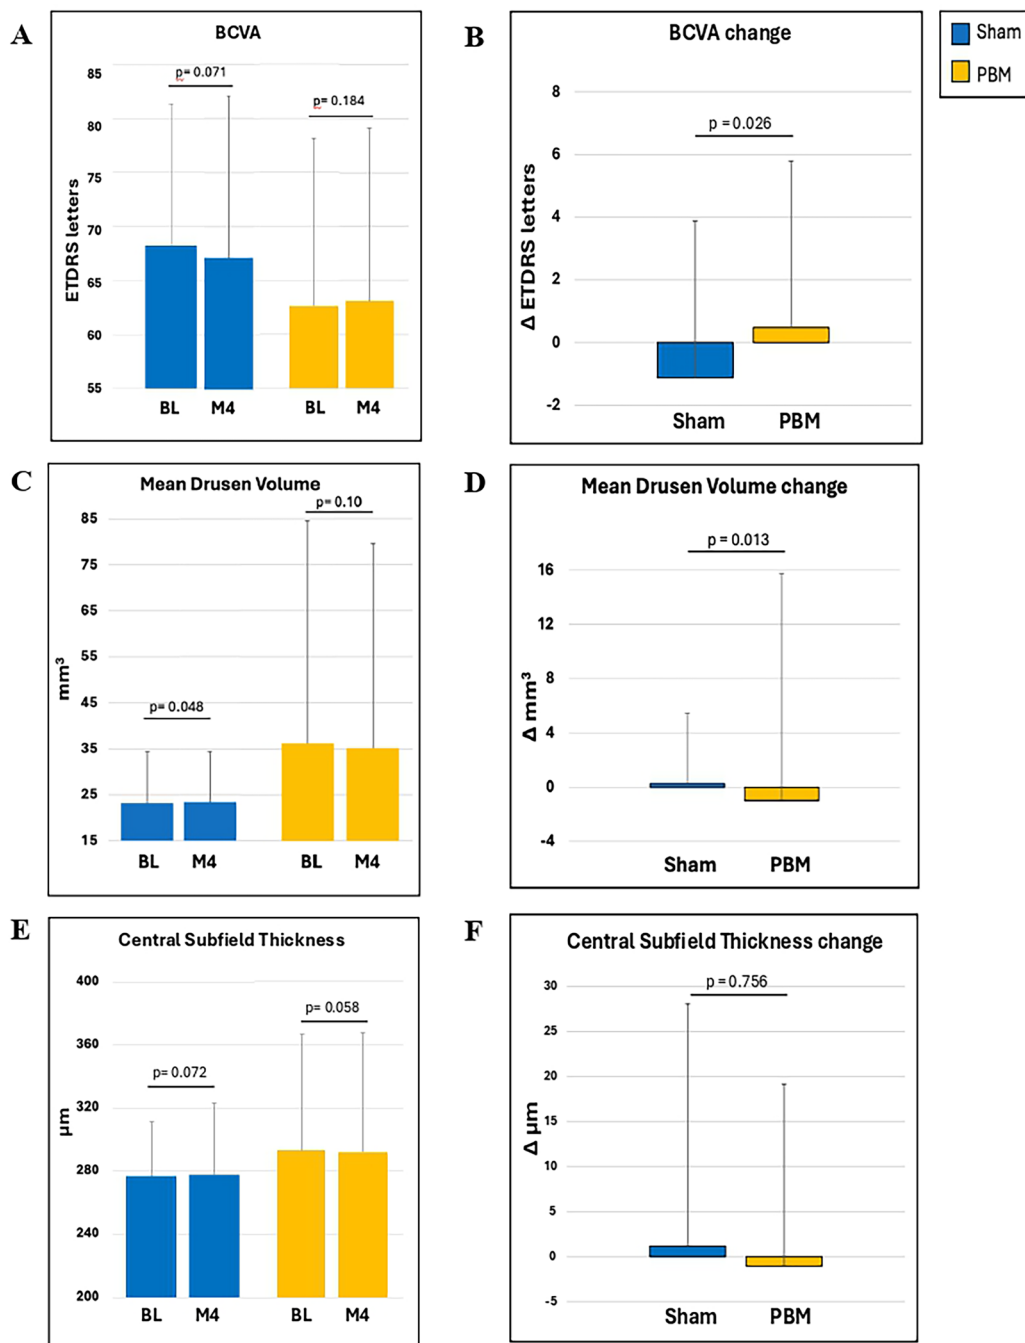 A
BCVA
ETDRS letters
85
80
75
70
65
60
55
p= 0.071
p= 0.184
BL M4 BL M4
B
BCVA change
Δ ETDRS letters
8
6
4
2
0
-2
p = 0.026
Sham PBM
Sham
PBM
C
Mean Drusen Volume
mm³
85
75
65
55
45
35
25
15
p= 0.10
p= 0.048
BL M4 BL M4
D
Mean Drusen Volume change
Δ mm³
16
12
8
4
0
-4
p = 0.013
Sham PBM
E
Central Subfield Thickness
μm
400
360
320
280
240
200
p= 0.058
p= 0.072
BL M4 BL M4
F
Central Subfield Thickness change
Δ μm
30
25
20
15
10
5
0
-5
p = 0.756
Sham PBM